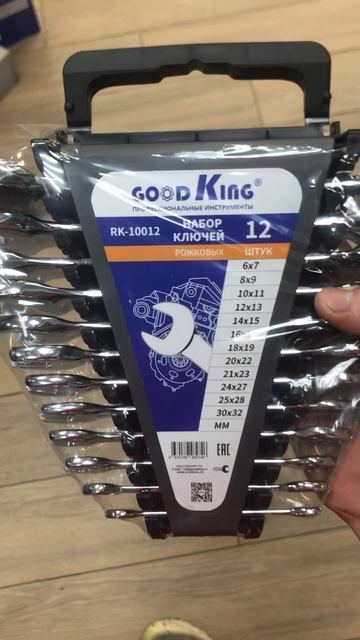 GOOD KING®
ПРОФЕССИОНАЛЬНЫЕ ИНСТРУМЕНТЫ
RK-10012 НАБОР КЛЮЧЕЙ 12
РОЖКОВЫХ ШТУК
6x7
8x9
10x11
12x13
14x15
18x19
20x22
21x23
24x27
25x28
30x32
ММ
EAC